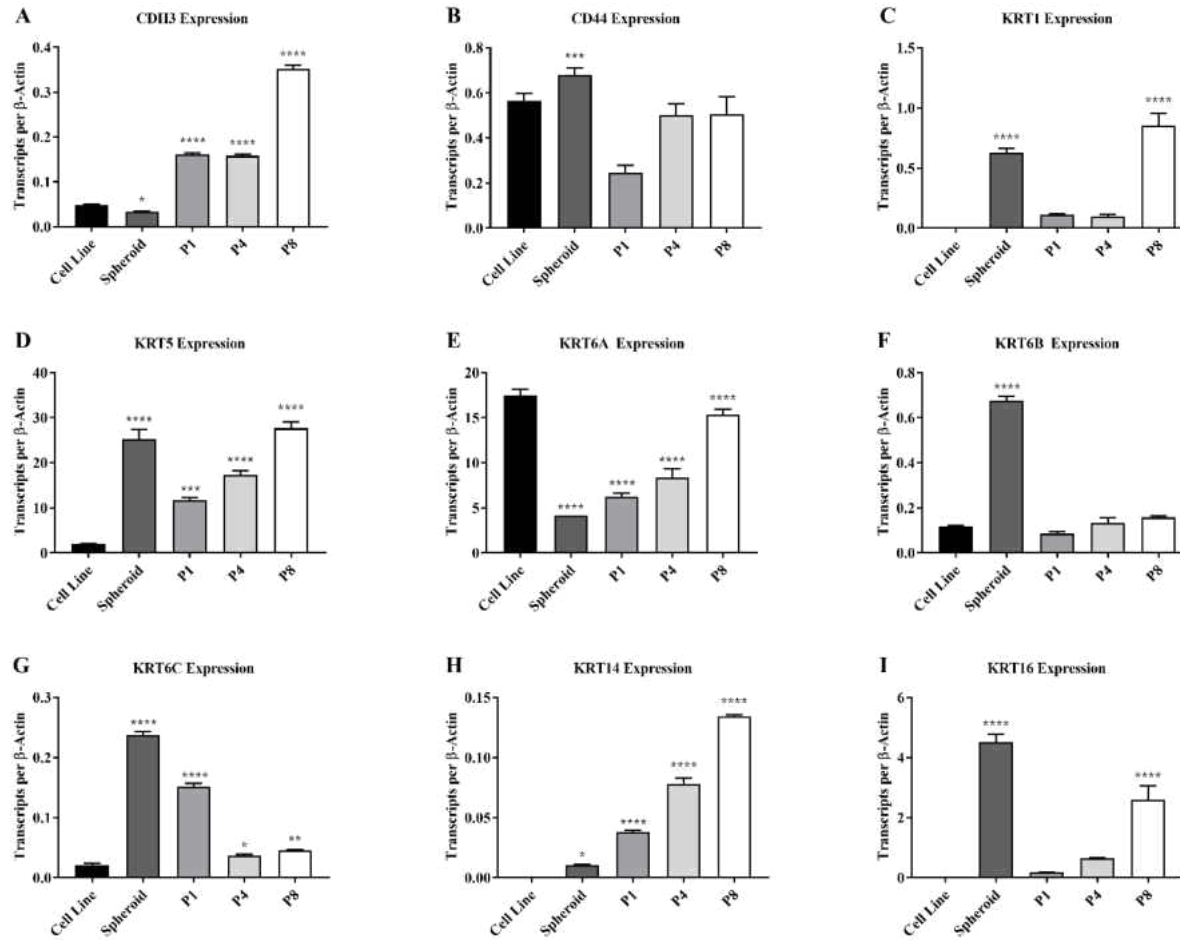 A CDH3 Expression
Transcripts per β-Actin
0.4
0.3
0.2
0.1
0.0
****
****
****
*
Cell Line Spheroid P1 P4 P8
B CD44 Expression
Transcripts per β-Actin
0.8
0.6
0.4
0.2
0.0
***
Cell Line Spheroid P1 P4 P8
C KRT1 Expression
Transcripts per β-Actin
1.5
1.0
0.5
0.0
****
****
Cell Line Spheroid P1 P4 P8
D KRT5 Expression
Transcripts per β-Actin
40
30
20
10
0
****
***
****
****
Cell Line Spheroid P1 P4 P8
E KRT6A Expression
Transcripts per β-Actin
20
15
10
5
0
****
****
****
****
Cell Line Spheroid P1 P4 P8
F KRT6B Expression
Transcripts per β-Actin
0.8
0.6
0.4
0.2
0.0
****
Cell Line Spheroid P1 P4 P8
G KRT6C Expression
Transcripts per β-Actin
0.3
0.2
0.1
0.0
****
****
*
**
Cell Line Spheroid P1 P4 P8
H KRT14 Expression
Transcripts per β-Actin
0.15
0.10
0.05
0.00
*
****
****
****
Cell Line Spheroid P1 P4 P8
I KRT16 Expression
Transcripts per β-Actin
6
4
2
0
****
****
Cell Line Spheroid P1 P4 P8